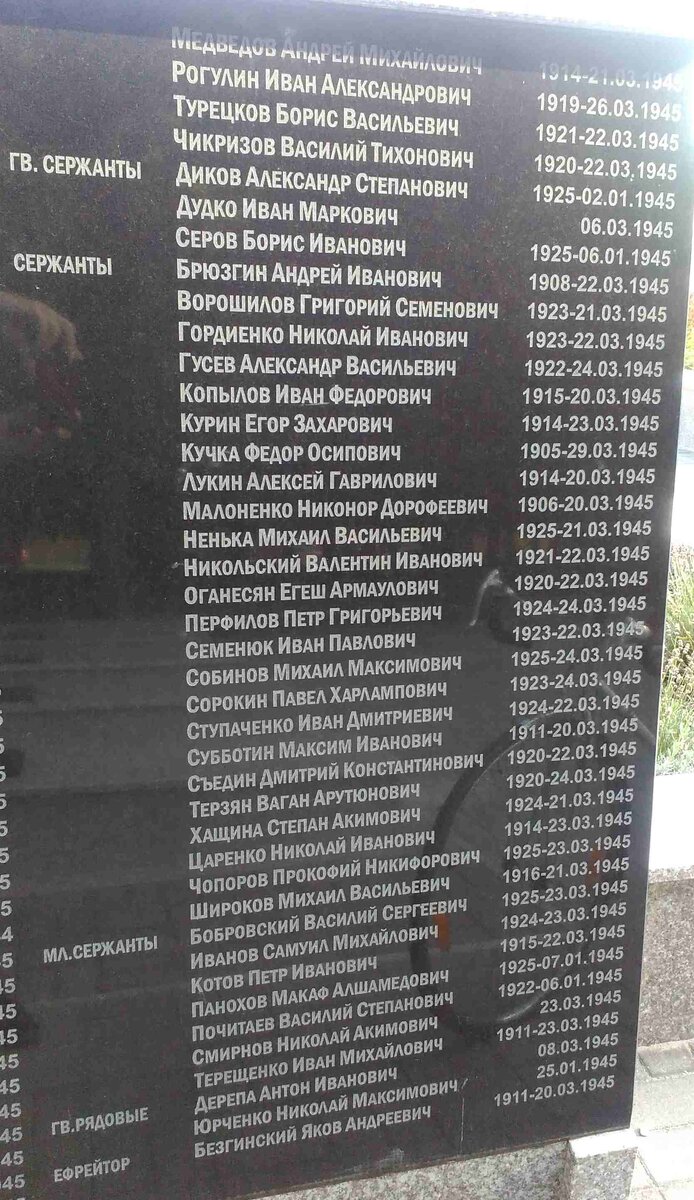 МЕДВЕДОВ АНДРЕЙ МИХАЙЛОВИЧ 1914-21.03.1945
РОГУЛИН ИВАН АЛЕКСАНДРОВИЧ 1919-26.03.1945
ТУРЕЦКОВ БОРИС ВАСИЛЬЕВИЧ 1921-22.03.1945
ЧИКРИЗОВ ВАСИЛИЙ ТИХОНОВИЧ 1920-22.03.1945
ГВ. СЕРЖАНТЫ ДИКОВ АЛЕКСАНДР СТЕПАНОВИЧ 1925-02.01.1945
ДУДКО ИВАН МАРКОВИЧ 06.03.1945
СЕРОВ БОРИС ИВАНОВИЧ 1925-06.01.1945
СЕРЖАНТЫ БРЮЗГИН АНДРЕЙ ИВАНОВИЧ 1908-22.03.1945
ВОРОШИЛОВ ГРИГОРИЙ СЕМЕНОВИЧ 1923-21.03.1945
ГОРДИЕНКО НИКОЛАЙ ИВАНОВИЧ 1923-22.03.1945
ГУСЕВ АЛЕКСАНДР ВАСИЛЬЕВИЧ 1922-24.03.1945
КОПЫЛОВ ИВАН ФЕДОРОВИЧ 1915-20.03.1945
КУРИН ЕГОР ЗАХАРОВИЧ 1914-23.03.1945
КУЧКА ФЕДОР ОСИПОВИЧ 1905-29.03.1945
ЛУКИН АЛЕКСЕЙ ГАВРИЛОВИЧ 1914-20.03.1945
МАЛОНЕНКО НИКОНОР ДОРОФЕЕВИЧ 1906-20.03.1945
НЕНЬКА МИХАИЛ ВАСИЛЬЕВИЧ 1925-21.03.1945
НИКОЛЬСКИЙ ВАЛЕНТИН ИВАНОВИЧ 1921-22.03.1945
ОГАНЕСЯН ЕГЕШ АРМАУЛОВИЧ 1920-22.03.1945
ПЕРФИЛОВ ПЕТР ГРИГОРЬЕВИЧ 1924-24.03.1945
СЕМЕНЮК ИВАН ПАВЛОВИЧ 1923-22.03.1945
СОБИНОВ МИХАИЛ МАКСИМОВИЧ 1925-24.03.1945
СОРОКИН ПАВЕЛ ХАРЛАМПОВИЧ 1923-24.03.1945
СТУПАЧЕНКО ИВАН ДМИТРИЕВИЧ 1924-22.03.1945
СУББОТИН МАКСИМ ИВАНОВИЧ 1911-20.03.1945
СЪЕДИН ДМИТРИЙ КОНСТАНТИНОВИЧ 1920-22.03.1945
ТЕРЗЯН ВАГАН АРУТЮНОВИЧ 1920-24.03.1945
ХАЩИНА СТЕПАН АКИМОВИЧ 1924-21.03.1945
ЦАРЕНКО НИКОЛАЙ ИВАНОВИЧ 1914-23.03.1945
ЧОПОРОВ ПРОКОФИЙ НИКИФОРОВИЧ 1925-23.03.1945
ШИРОКОВ МИХАИЛ ВАСИЛЬЕВИЧ 1916-21.03.1945
МЛ.СЕРЖАНТЫ БОБРОВСКИЙ ВАСИЛИЙ СЕРГЕЕВИЧ 1925-23.03.1945
ИВАНОВ САМУИЛ МИХАЙЛОВИЧ 1924-23.03.1945
КОТОВ ПЕТР ИВАНОВИЧ 1915-22.03.1945
ПАНОХОВ МАКАФ АЛШАМЕДОВИЧ 1925-07.01.1945
ПОЧИТАЕВ ВАСИЛИЙ СТЕПАНОВИЧ 1922-06.01.1945
СМИРНОВ НИКОЛАЙ АКИМОВИЧ 23.03.1945
ТЕРЕЩЕНКО ИВАН МИХАЙЛОВИЧ 1911-23.03.1945
ГВ.РЯДОВЫЕ ДЕРЕПА АНТОН ИВАНОВИЧ 08.03.1945
ЮРЧЕНКО НИКОЛАЙ МАКСИМОВИЧ 25.01.1945
ЕФРЕЙТОР БЕЗГИНСКИЙ ЯКОВ АНДРЕЕВИЧ 1911-20.03.1945